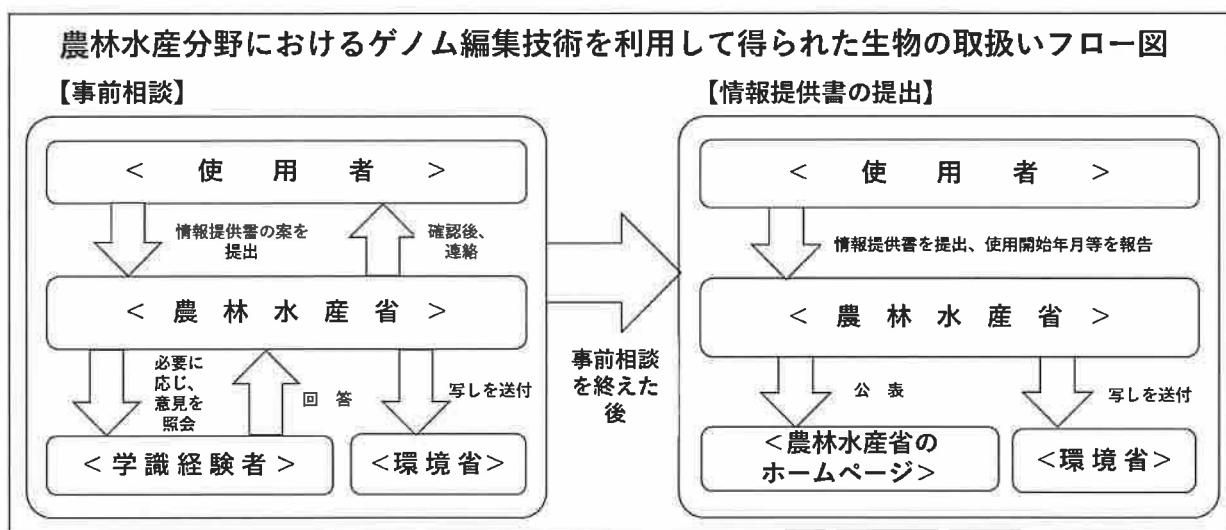 農林水産分野におけるゲノム編集技術を利用して得られた生物の取扱いフロー図
【事前相談】
<使用者>
情報提供書の案を
提出
確認後、
連絡
<農林水産省>
必要に
応じ、
意見を
照会
回答
写しを送付
<学識経験者>
<環境省>
事前相談
を終えた
後
【情報提供書の提出】
<使用者>
情報提供書を提出、使用開始年月等を報告
<農林水産省>
公表
写しを送付
<農林水産省の
ホームページ>
<環境省>